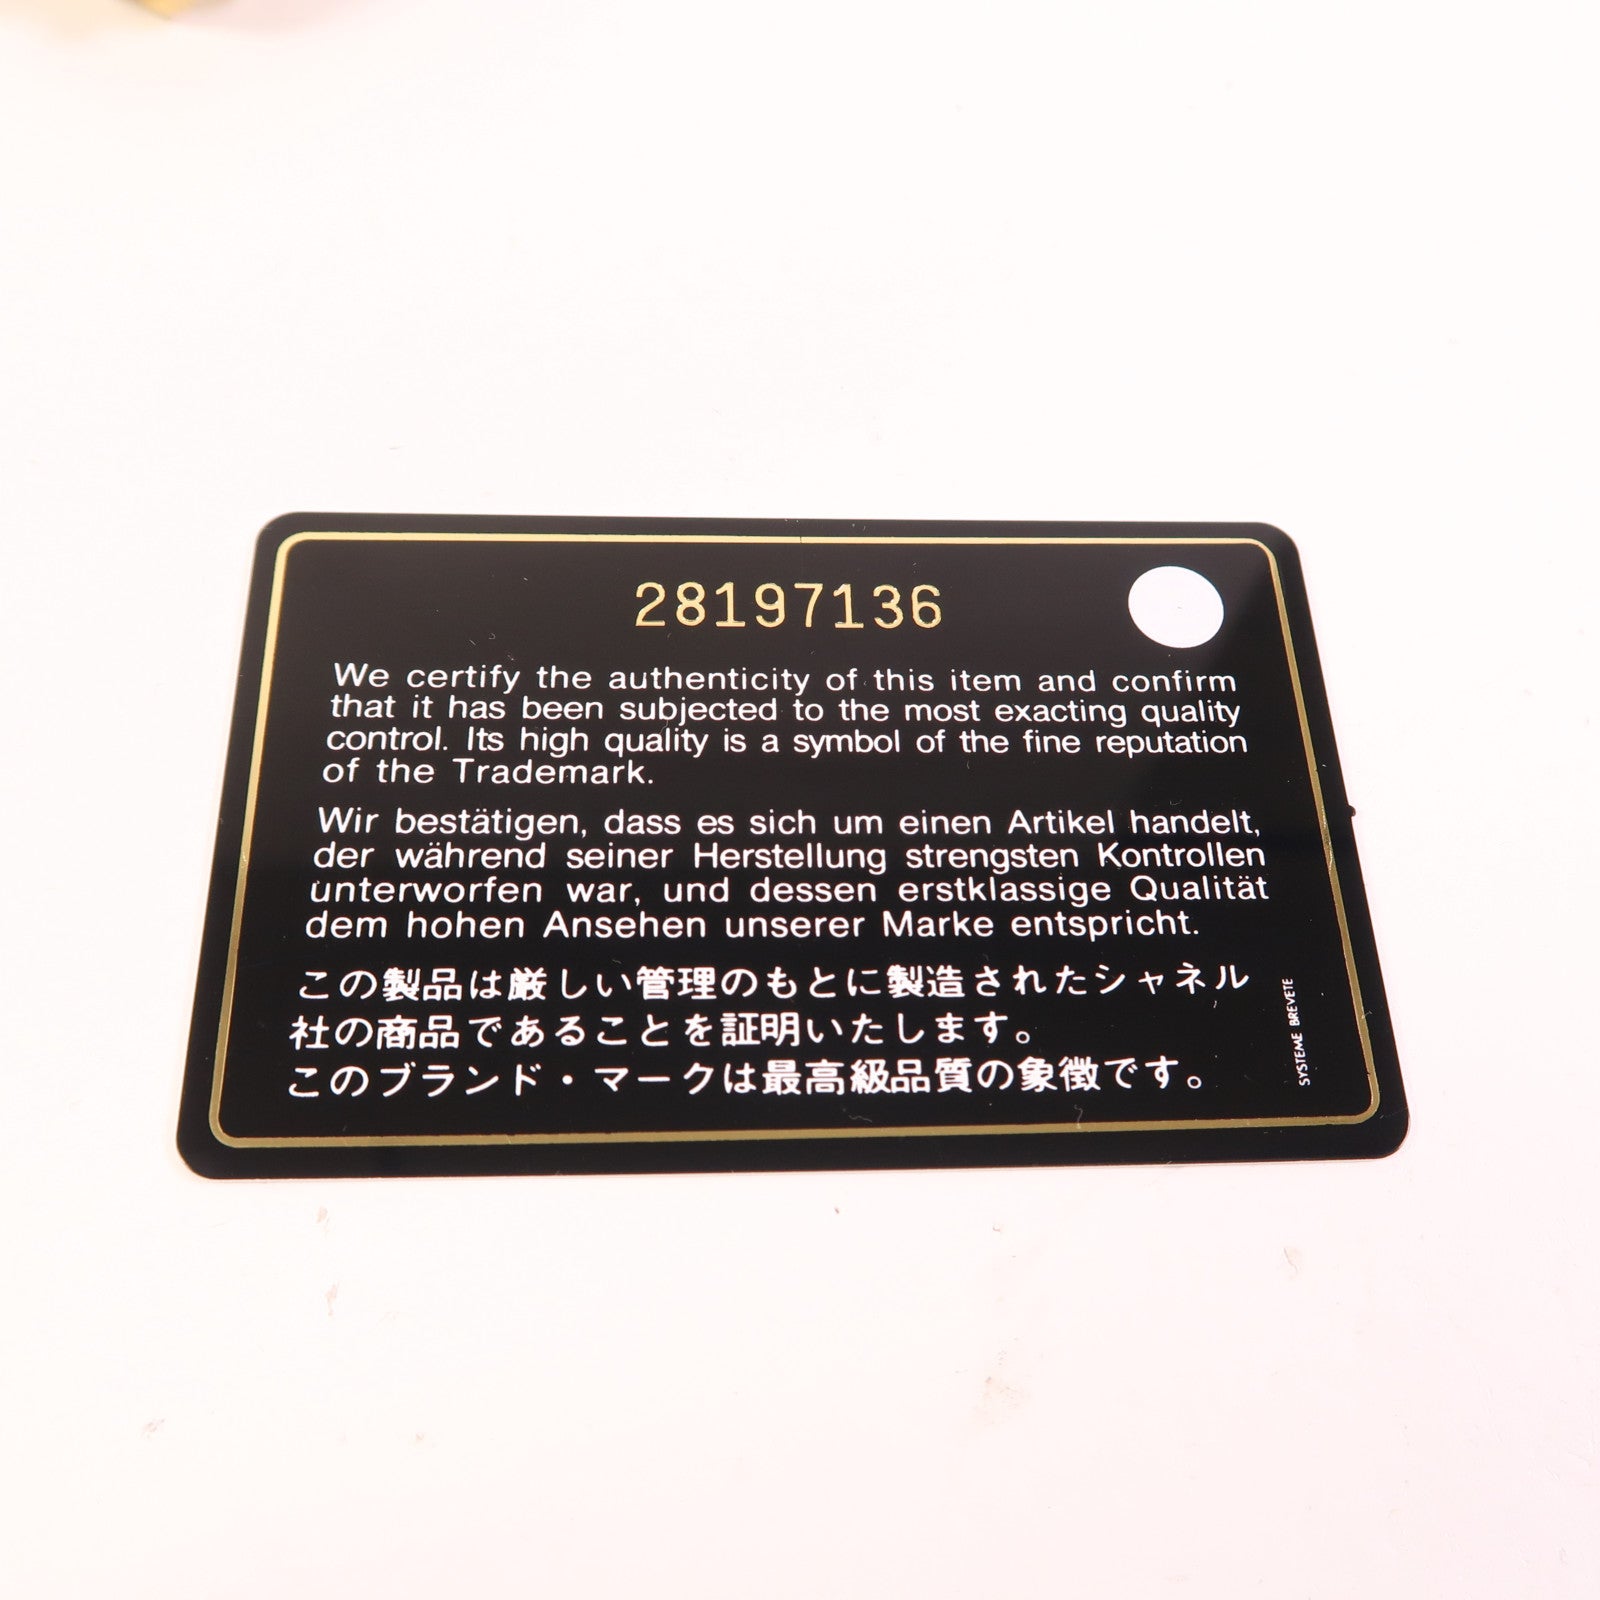 28197136
We certify the authenticity of this item and confirm
that it has been subjected to the most exacting quality
control. Its high quality is a symbol of the fine reputation
of the Trademark.
Wir bestätigen, dass es sich um einen Artikel handelt,
der während seiner Herstellung strengsten Kontrollen
unterworfen war, und dessen erstklassige Qualität
dem hohen Ansehen unserer Marke entspricht.
この製品は厳しい管理のもとに製造されたシャネル
社の商品であることを証明いたします。
このブランド・マークは最高級品質の象徴です。
SYSTEME BREVETE